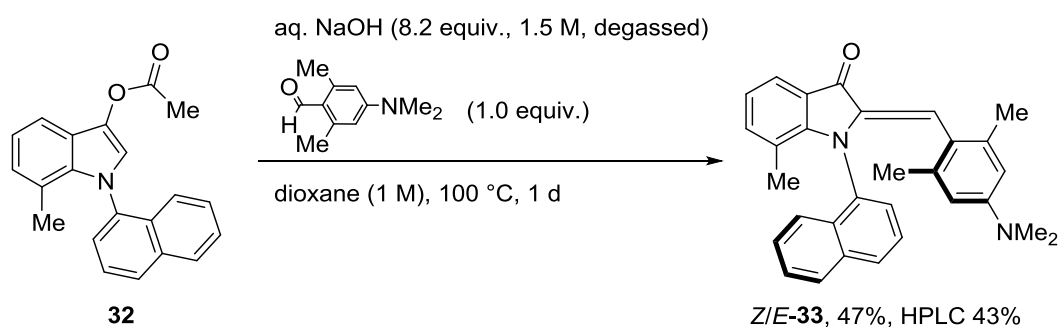 aq. NaOH (8.2 equiv., 1.5 M, degassed)
O
O
Me
Me
O
H
NMe2
Me
(1.0 equiv.)
O
N
Me
N
Me
Me
Me
NMe2
dioxane (1 M), 100 °C, 1 d
32
Z/E-33, 47%, HPLC 43%